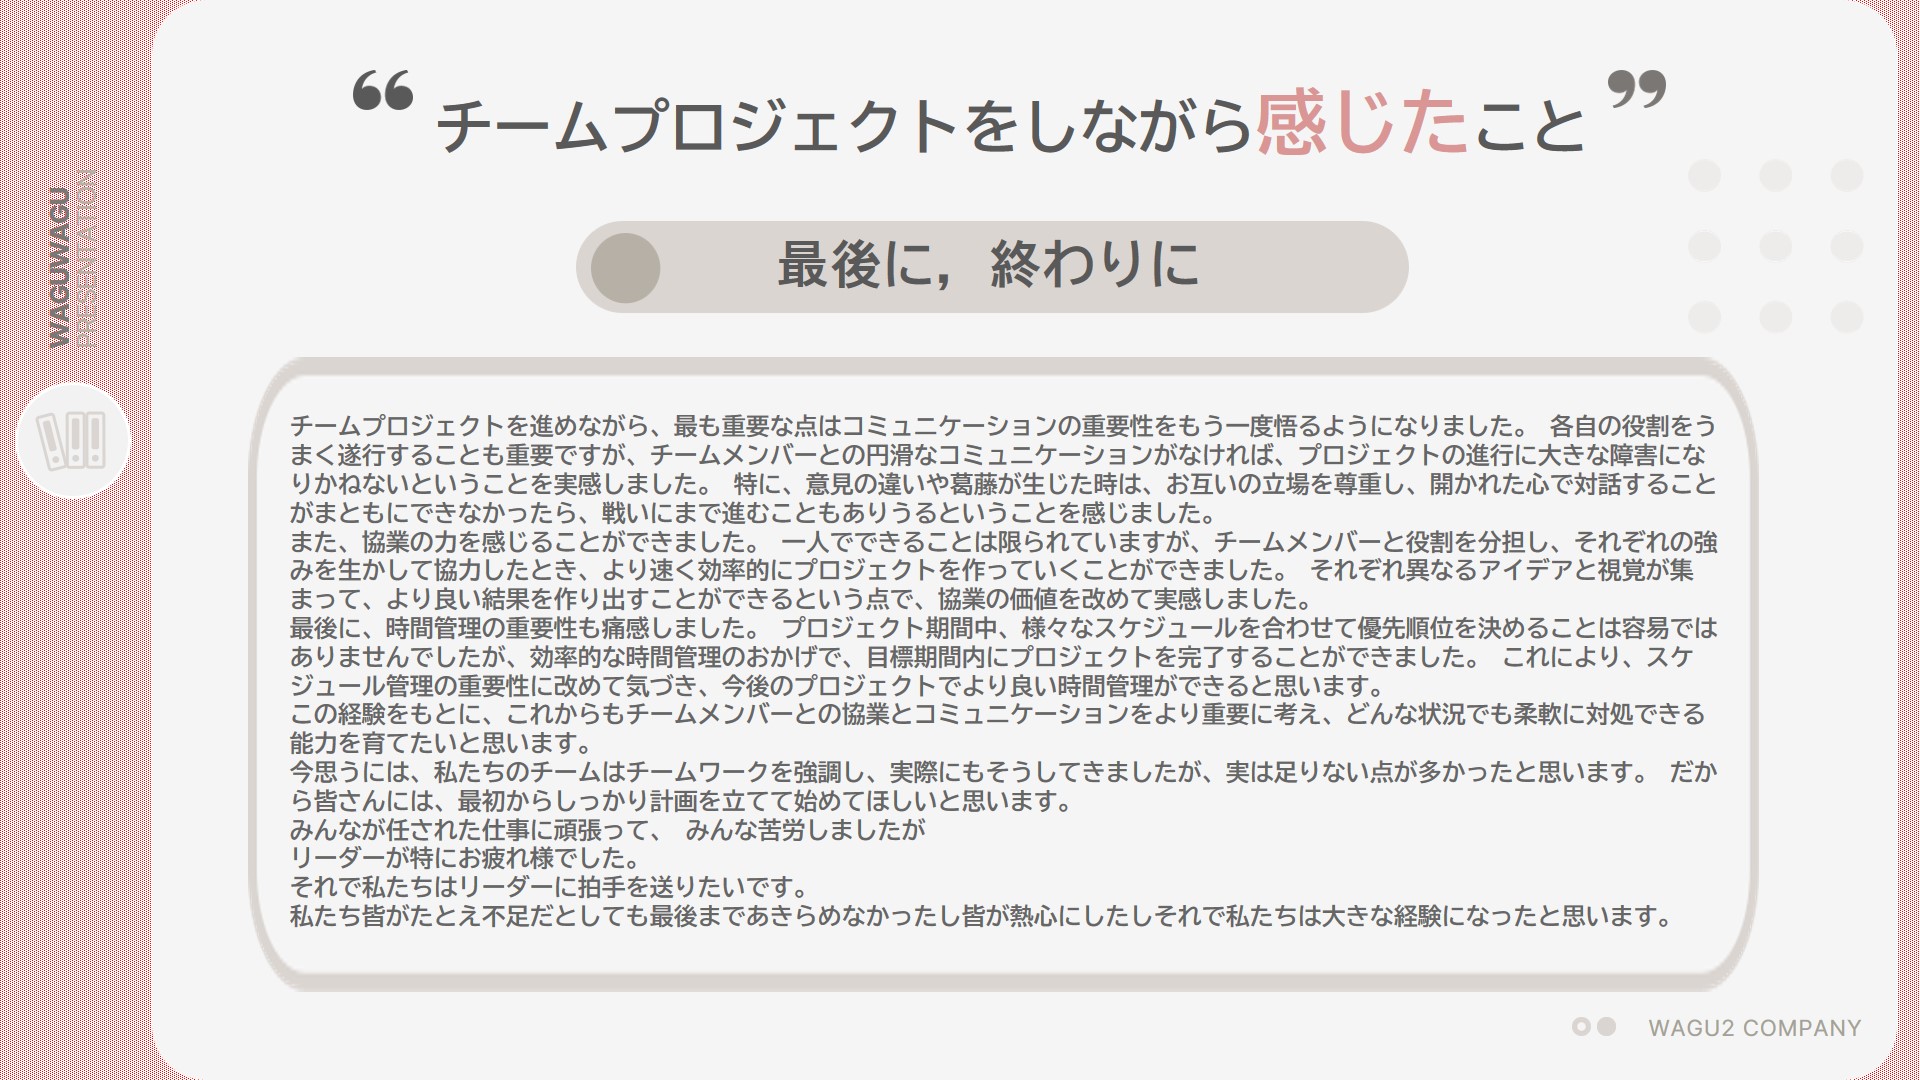 WAGUWAGU
PRESENTATION
“チームプロジェクトをしながら感じたこと”
最後に，終わりに
チームプロジェクトを進めながら、最も重要な点はコミュニケーションの重要性をもう一度悟るようになりました。 各自の役割をう
まく遂行することも重要ですが、チームメンバーとの円滑なコミュニケーションがなければ、プロジェクトの進行に大きな障害にな
りかねないということを実感しました。 特に、意見の違いや葛藤が生じた時は、お互いの立場を尊重し、開かれた心で対話すること
がまともにできなかったら、戦いにまで進むこともありうるということを感じました。
また、協業の力を感じることができました。 一人でできることは限られていますが、チームメンバーと役割を分担し、それぞれの強
みを生かして協力したとき、より速く効率的にプロジェクトを作っていくことができました。 それぞれ異なるアイデアと視覚が集
まって、より良い結果を作り出すことができるという点で、協業の価値を改めて実感しました。
最後に、時間管理の重要性も痛感しました。 プロジェクト期間中、様々なスケジュールを合わせて優先順位を決めることは容易では
ありませんでしたが、効率的な時間管理のおかげで、目標期間内にプロジェクトを完了することができました。 これにより、スケ
ジュール管理の重要性に改めて気づき、今後のプロジェクトでより良い時間管理ができると思います。
この経験をもとに、これからもチームメンバーとの協業とコミュニケーションをより重要に考え、どんな状況でも柔軟に対処できる
能力を育てたいと思います。
今思うには、私たちのチームはチームワークを強調し、実際にもそうしてきましたが、実は足りない点が多かったと思います。 だか
ら皆さんには、最初からしっかり計画を立てて始めてほしいと思います。
みんなが任された仕事に頑張って、 みんな苦労しましたが
リーダーが特にお疲れ様でした。
それで私たちはリーダーに拍手を送りたいです。
私たち皆がたとえ不足だとしても最後まであきらめなかったし皆が熱心にしたしそれで私たちは大きな経験になったと思います。
WAGU2 COMPANY